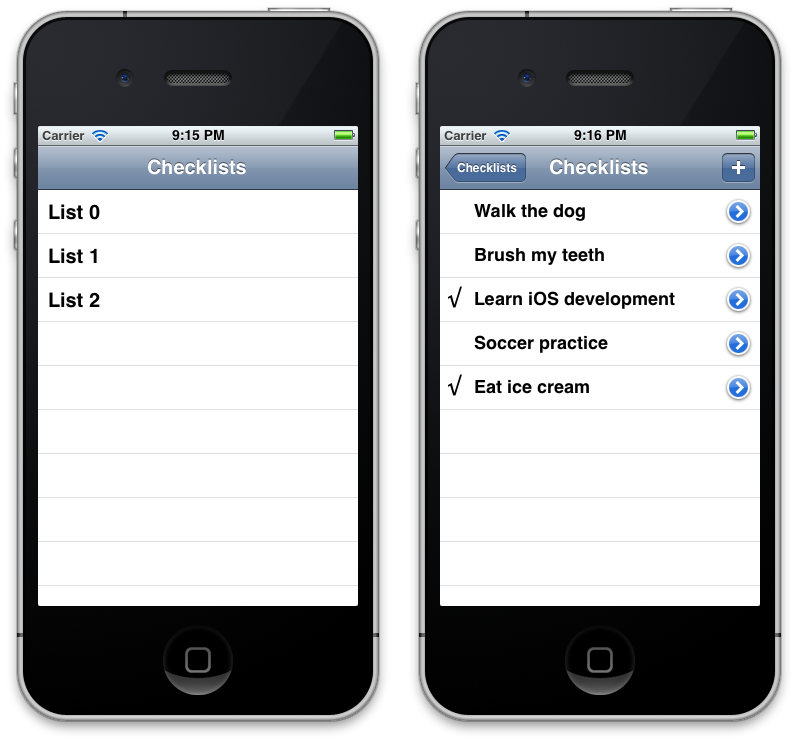 Carrier 9:15 PM
Checklists
List 0
List 1
List 2
Carrier 9:16 PM
Checklists Checklists +
Walk the dog
Brush my teeth
√ Learn iOS development
Soccer practice
√ Eat ice cream